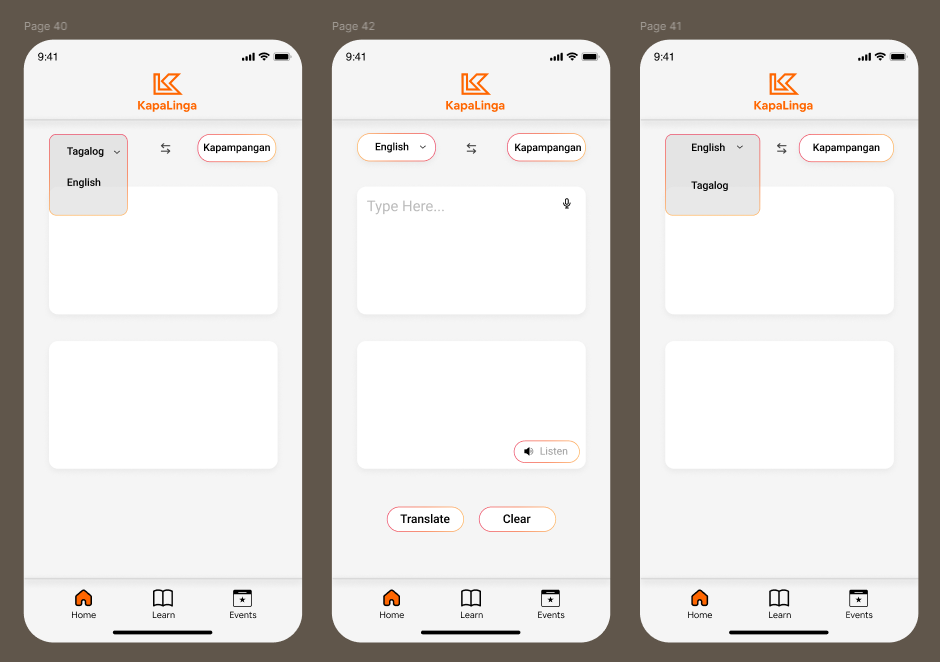 Page 40
9:41
KapaLinga
Tagalog
Kapampangan
English
Home
Learn
Events
Page 42
9:41
KapaLinga
English
Kapampangan
Type Here...
Listen
Translate
Clear
Home
Learn
Events
Page 41
9:41
KapaLinga
English
Kapampangan
Tagalog
Home
Learn
Events